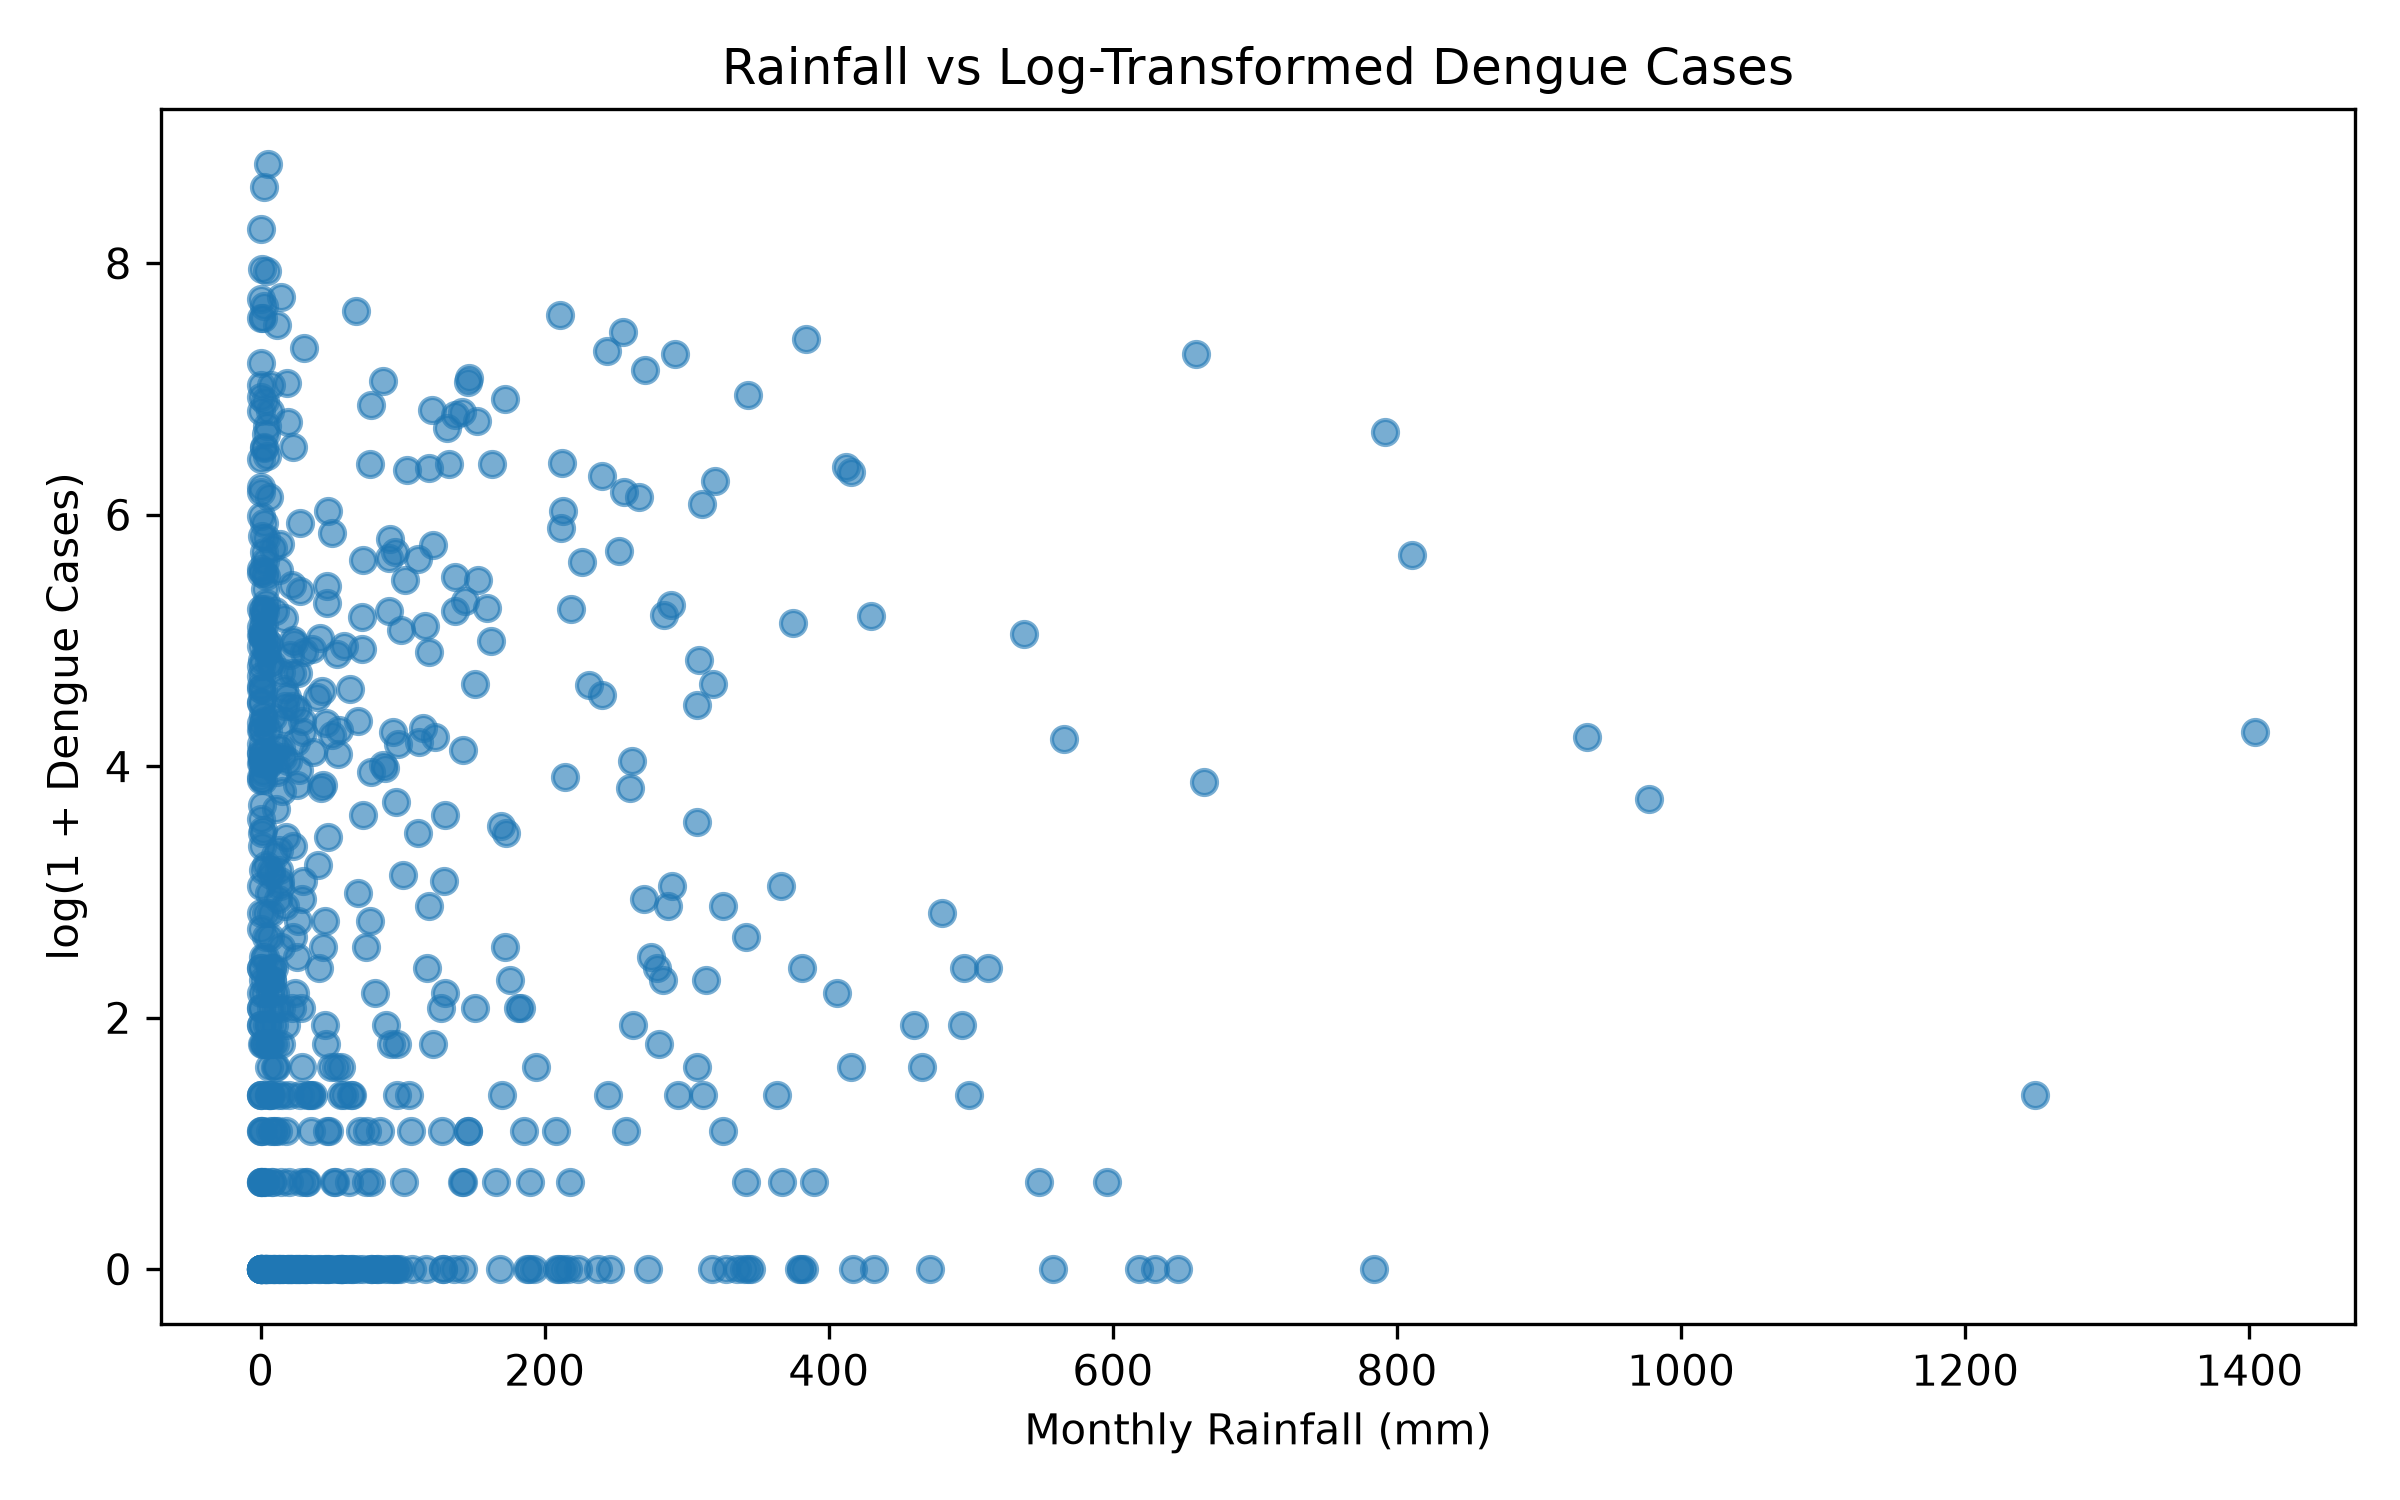 Rainfall vs Log-Transformed Dengue Cases
log(1 + Dengue Cases)
8
6
4
2
0
0 200 400 600 800 1000 1200 1400
Monthly Rainfall (mm)